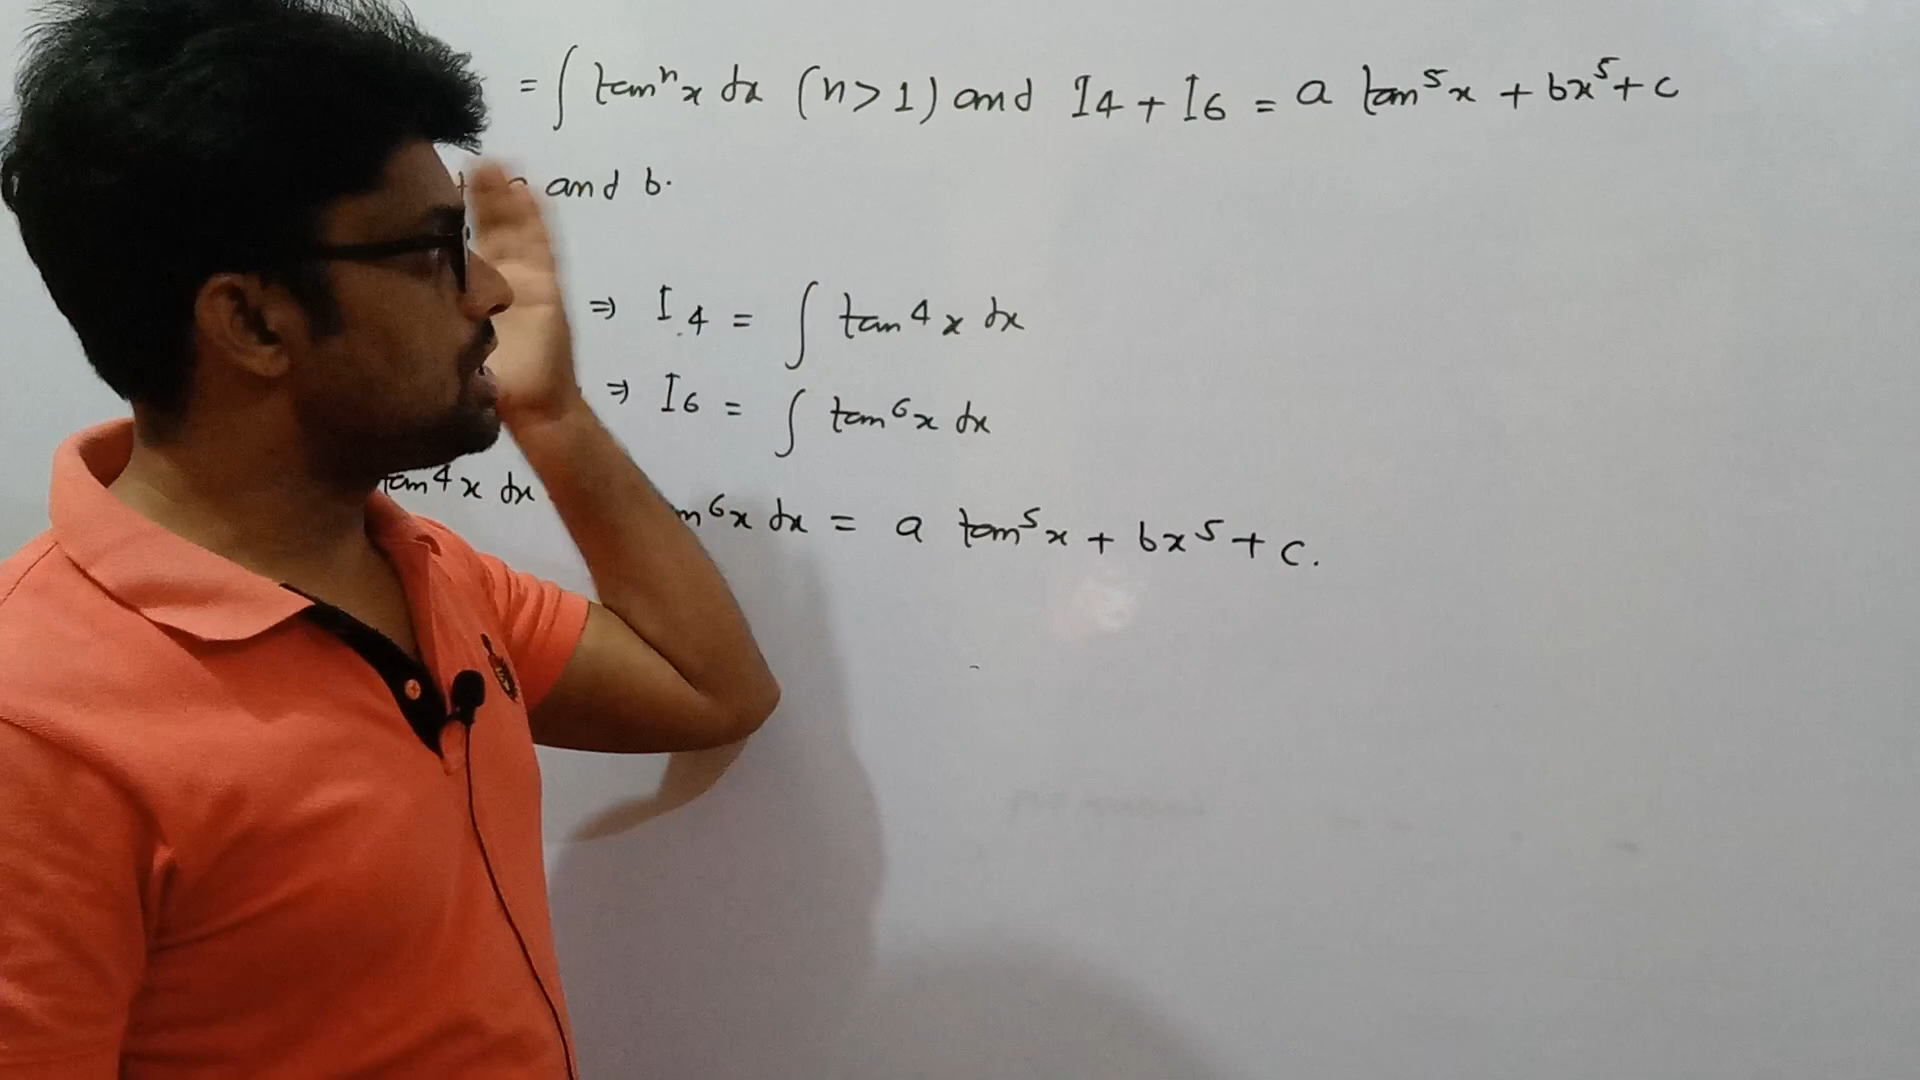 = ∫ tanⁿx dx (n>1) and I4 + I6 = a tan⁵x + bx⁵ + c
and b.
⇒ I4 = ∫ tan⁴x dx
⇒ I6 = ∫ tan⁶x dx
tan⁴x dx m⁶x dx = a tan⁵x + bx⁵ + c.